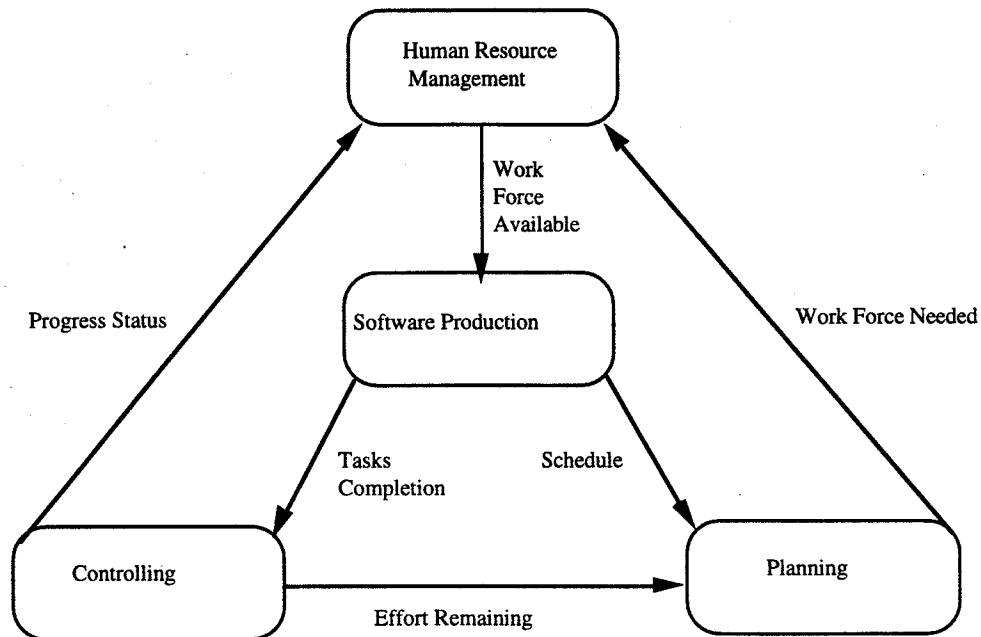 Human Resource
Management
Work
Force
Available
Progress Status
Software Production
Work Force Needed
Tasks
Completion
Schedule
Controlling
Planning
Effort Remaining